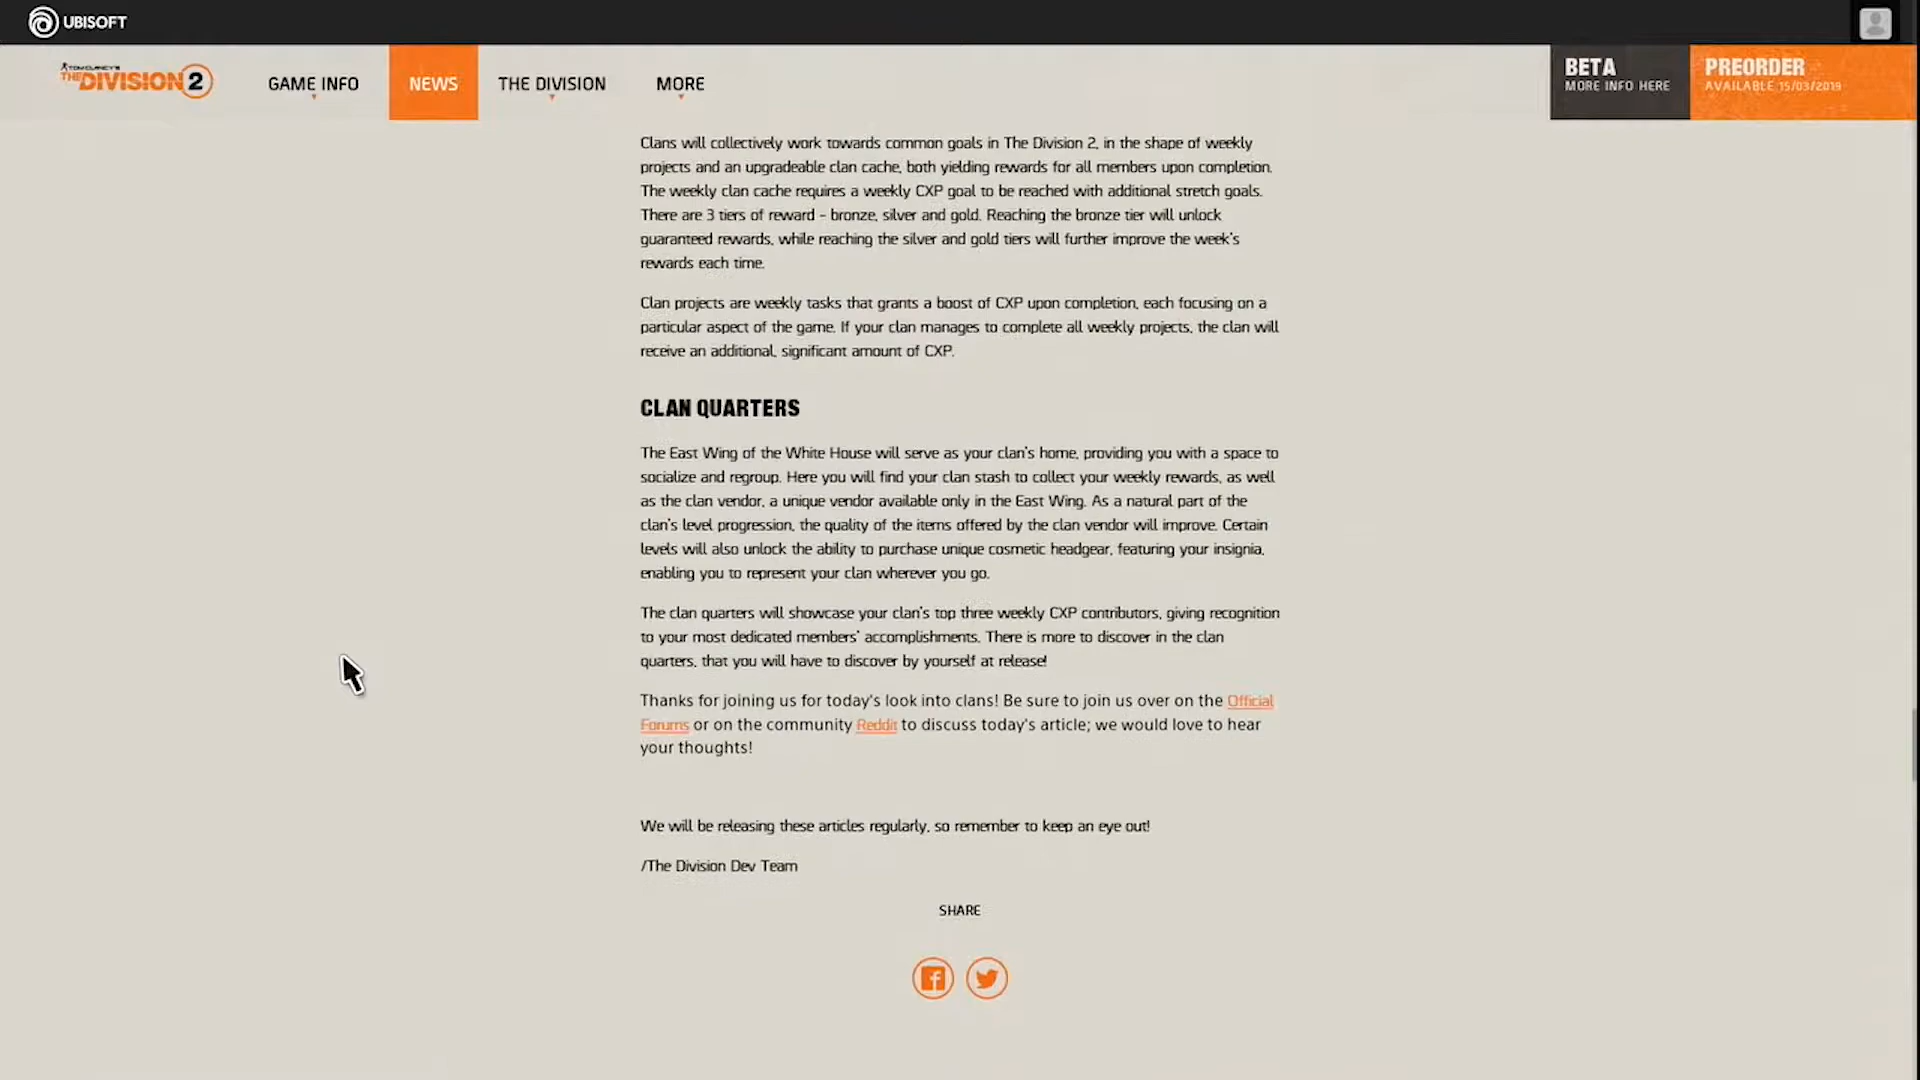 UBISOFT
TOM CLANCY'S
THE DIVISION 2
GAME INFO
NEWS
THE DIVISION
MORE
BETA
MORE INFO HERE
PREORDER
AVAILABLE 15/03/2019
Clans will collectively work towards common goals in The Division 2, in the shape of weekly
projects and an upgradeable clan cache, both yielding rewards for all members upon completion.
The weekly clan cache requires a weekly CXP goal to be reached with additional stretch goals.
There are 3 tiers of reward - bronze, silver and gold. Reaching the bronze tier will unlock
guaranteed rewards, while reaching the silver and gold tiers will further improve the week's
rewards each time.
Clan projects are weekly tasks that grants a boost of CXP upon completion, each focusing on a
particular aspect of the game. If your clan manages to complete all weekly projects, the clan will
receive an additional, significant amount of CXP.
CLAN QUARTERS
The East Wing of the White House will serve as your clan's home, providing you with a space to
socialize and regroup. Here you will find your clan stash to collect your weekly rewards, as well
as the clan vendor, a unique vendor available only in the East Wing. As a natural part of the
clan's level progression, the quality of the items offered by the clan vendor will improve. Certain
levels will also unlock the ability to purchase unique cosmetic headgear, featuring your insignia,
enabling you to represent your clan wherever you go.
The clan quarters will showcase your clan's top three weekly CXP contributors, giving recognition
to your most dedicated members' accomplishments. There is more to discover in the clan
quarters, that you will have to discover by yourself at release!
Thanks for joining us for today's look into clans! Be sure to join us over on the Official
Forums or on the community Reddit to discuss today's article; we would love to hear
your thoughts!
We will be releasing these articles regularly, so remember to keep an eye out!
/The Division Dev Team
SHARE